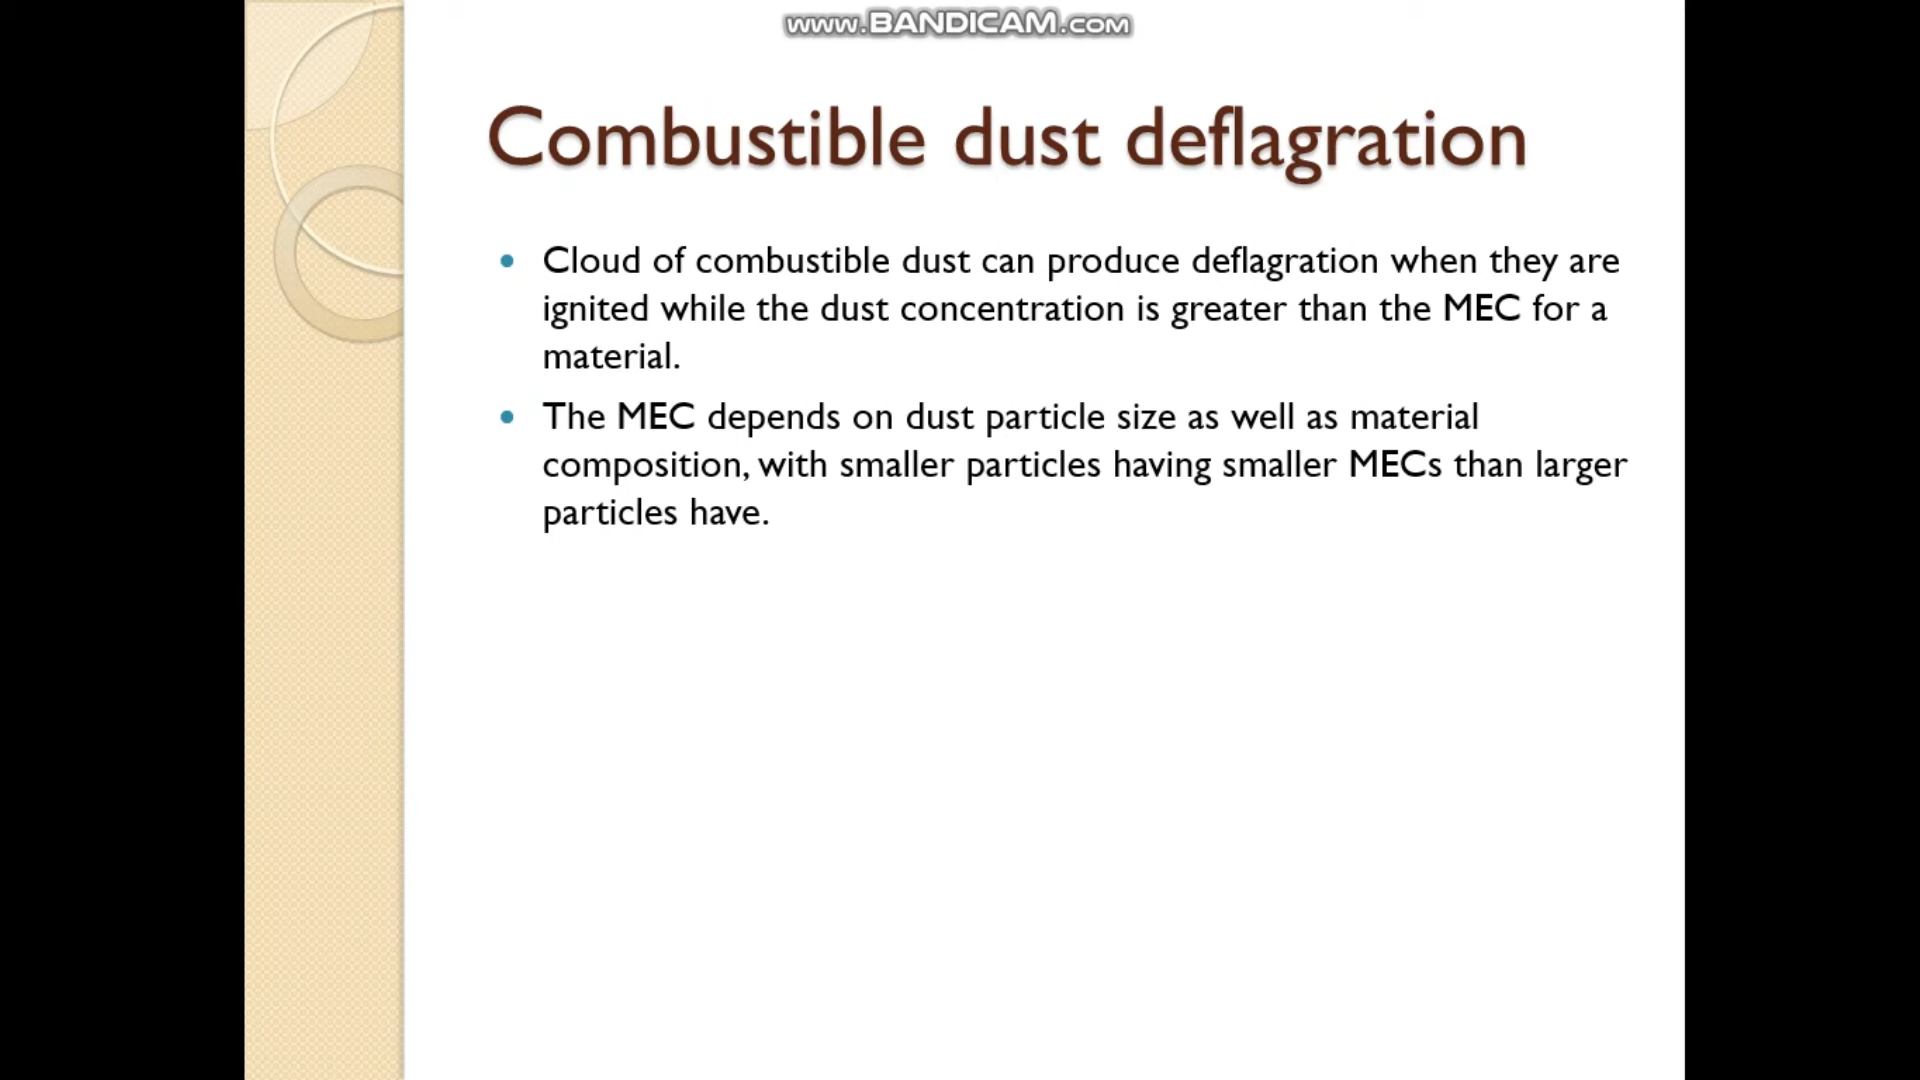 www.BANDICAM.com
Combustible dust deflagration
• Cloud of combustible dust can produce deflagration when they are
ignited while the dust concentration is greater than the MEC for a
material.
• The MEC depends on dust particle size as well as material
composition, with smaller particles having smaller MECs than larger
particles have.